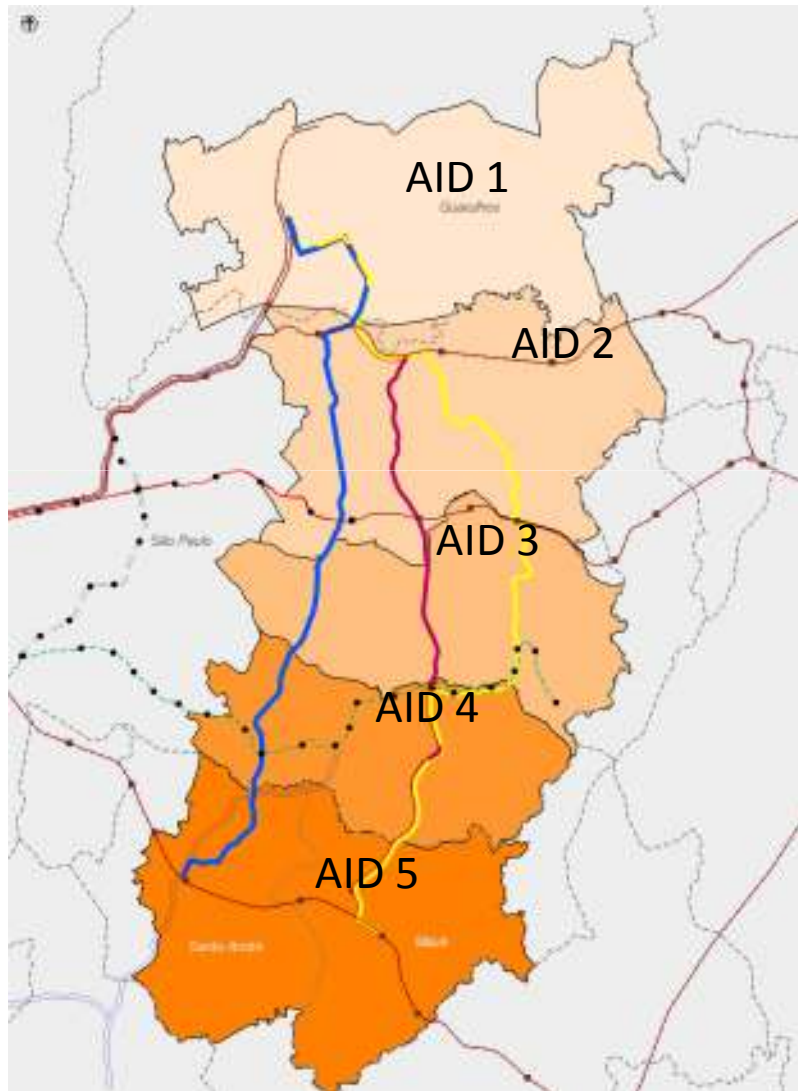 AID 1
Guarulhos
AID 2
AID 3
São Paulo
AID 4
AID 5
Santo André
Mauá